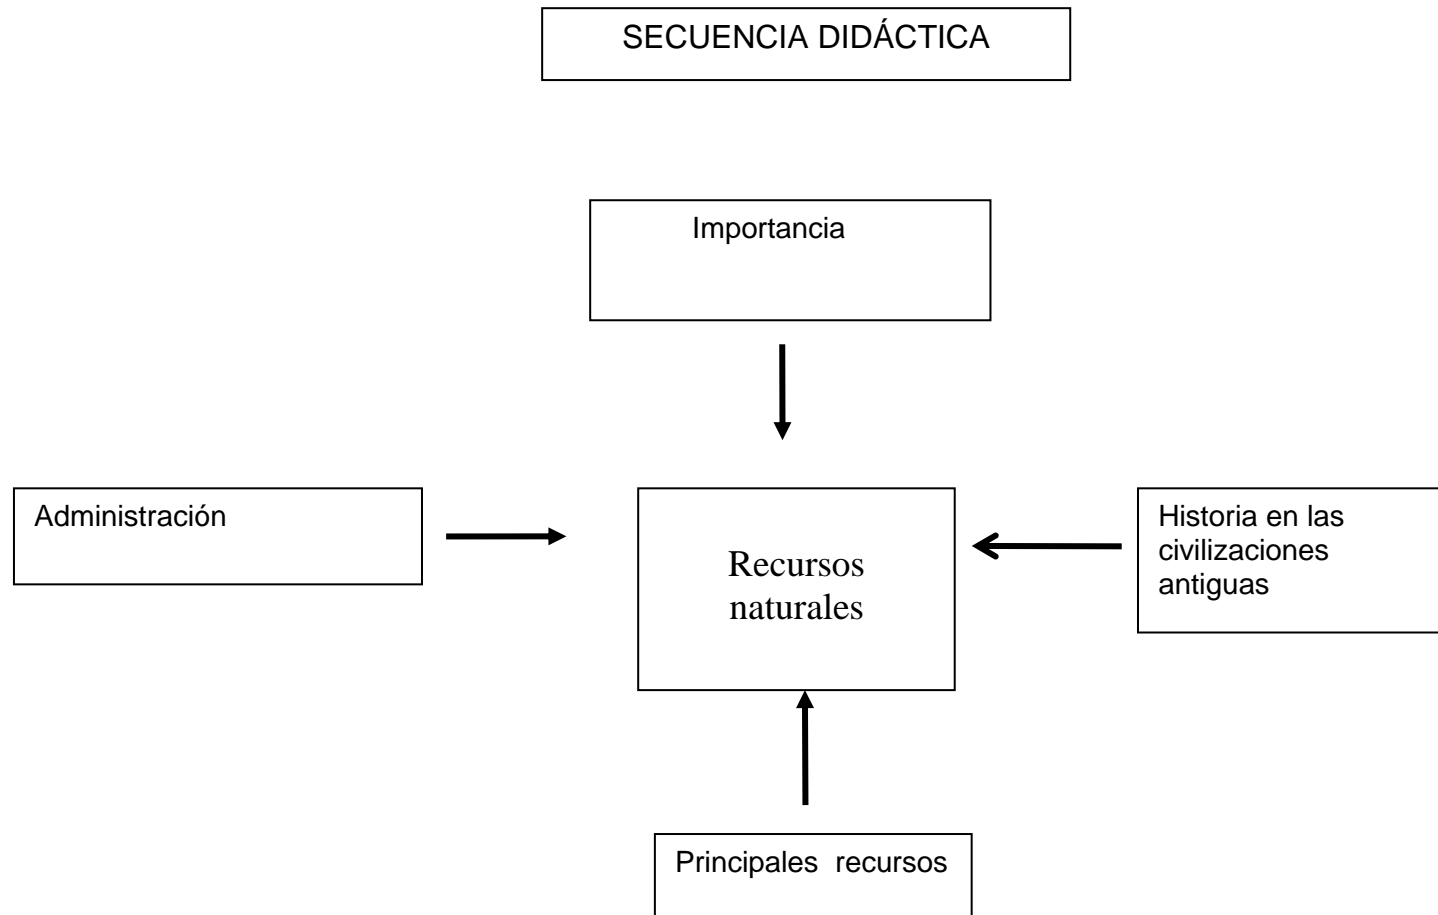 SECUENCIA DIDÁCTICA
Importancia
Administración
Recursos
naturales
Historia en las
civilizaciones
antiguas
Principales  recursos